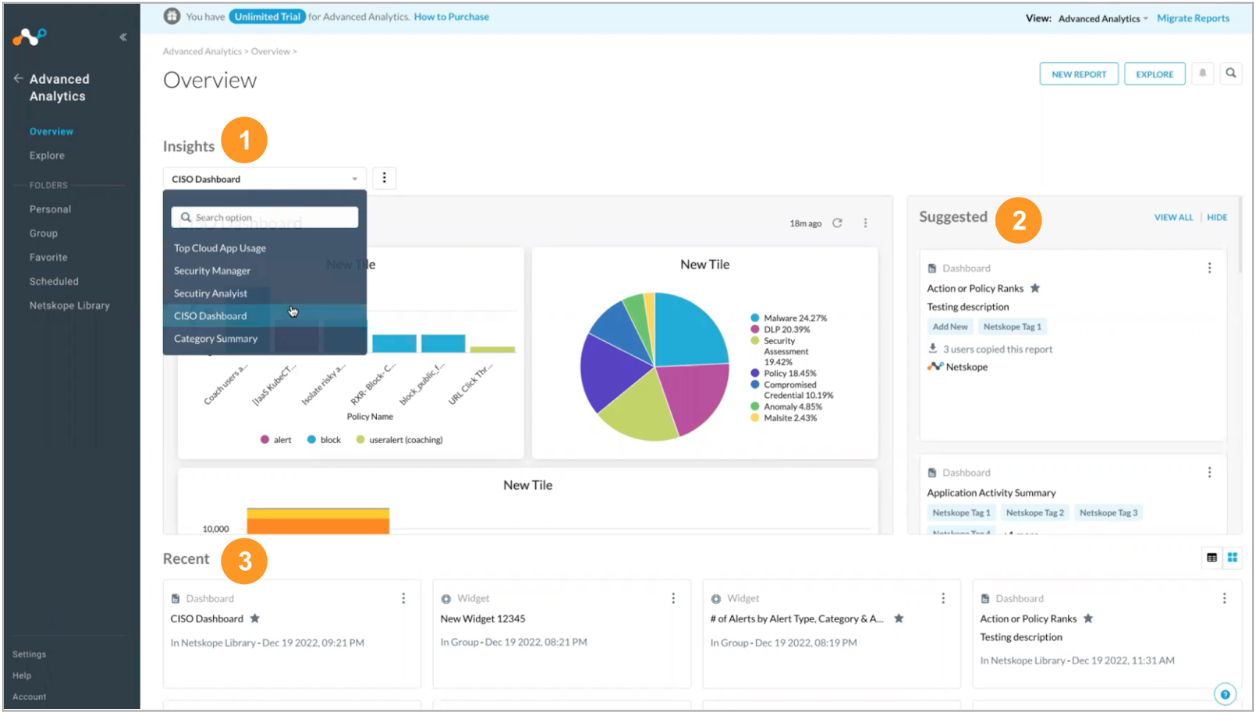 You have Unlimited Trial for Advanced Analytics. How to Purchase
View: Advanced Analytics Migrate Reports
Advanced
Analytics
Overview
Explore
FOLDERS
Personal
Group
Favorite
Scheduled
Netskope Library
Settings
Help
Account
Advanced Analytics > Overview >
Overview
NEW REPORT
EXPLORE
Insights
1
CISO Dashboard
Search option
CISO Dashboard
Top Cloud App Usage
Security Manager
Secutiry Analyist
CISO Dashboard
Category Summary
18m ago
New Tile
Coach users a...
[IaaS KubeCT...
Isolate risky a...
RXR- Block- C...
block_public_f...
URL Click Thr...
Policy Name
alert
block
useralert (coaching)
New Tile
Malware 24.27%
DLP 20.39%
Security
Assessment
19.42%
Policy 18.45%
Compromised
Credential 10.19%
Anomaly 4.85%
Malsite 2.43%
New Tile
10,000
Suggested
2
VIEW ALL | HIDE
Dashboard
Action or Policy Ranks
Testing description
Add New
Netskope Tag 1
3 users copied this report
Netskope
Dashboard
Application Activity Summary
Netskope Tag 1
Netskope Tag 2
Netskope Tag 3
Netskope Tag 4
+1 more
Recent
3
Dashboard
CISO Dashboard
In Netskope Library - Dec 19 2022, 09:21 PM
Widget
New Widget 12345
In Group - Dec 19 2022, 08:21 PM
Widget
# of Alerts by Alert Type, Category & A...
In Group - Dec 19 2022, 08:19 PM
Dashboard
Action or Policy Ranks
Testing description
In Netskope Library - Dec 19 2022, 11:31 AM